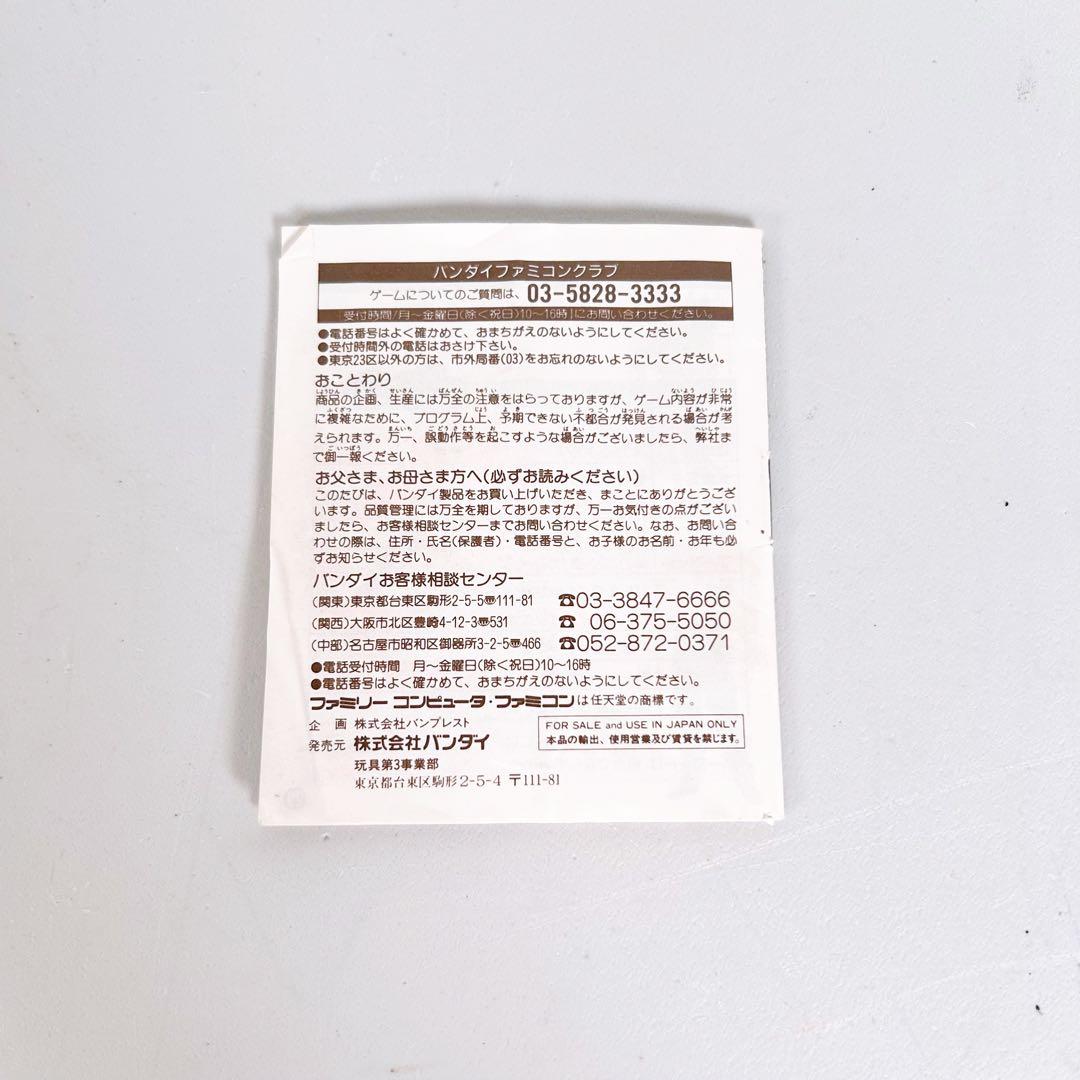 バンダイファミコンクラブ
ゲームについてのご質問は、03-5828-3333
受付時間/月〜金曜日(除く祝日)10〜16時にお問い合わせください。
●電話番号はよく確かめて、おまちがえのないようにしてください。
●受付時間外の電話はおさけ下さい。
●東京23区以外の方は、市外局番(03)をお忘れのないようにしてください。
おことわり
商品の企画、生産には万全の注意をはらっておりますが、ゲーム内容が非常
に複雑なために、プログラム上、予期できない不都合が発見される場合が考
えられます。万一、誤動作等を起こすような場合がございましたら、弊社ま
で御一報ください。
お父さま、お母さま方へ(必ずお読みください)
このたびは、バンダイ製品をお買い上げいただき、まことにありがとうござ
います。品質管理には万全を期しておりますが、万一お気付きの点がござい
ましたら、お客様相談センターまでお問い合わせください。なお、お問い合
わせの際は、住所・氏名(保護者)・電話番号と、お子様のお名前・お年も必
ずお知らせください。
バンダイお客様相談センター
(関東)東京都台東区駒形2-5-5〠111-81 ☎03-3847-6666
(関西)大阪市北区豊崎4-12-3〠531 ☎06-375-5050
(中部)名古屋市昭和区御器所3-2-5〠466 ☎052-872-0371
●電話受付時間 月〜金曜日(除く祝日)10〜16時
●電話番号はよく確かめて、おまちがえのないようにしてください。
ファミリーコンピュータ・ファミコンは任天堂の商標です。
企 画 株式会社バンプレスト
発売元 株式会社バンダイ
玩具第3事業部
東京都台東区駒形2-5-4 〒111-81
FOR SALE and USE IN JAPAN ONLY
本品の輸出、使用営業及び賃貸を禁じます。